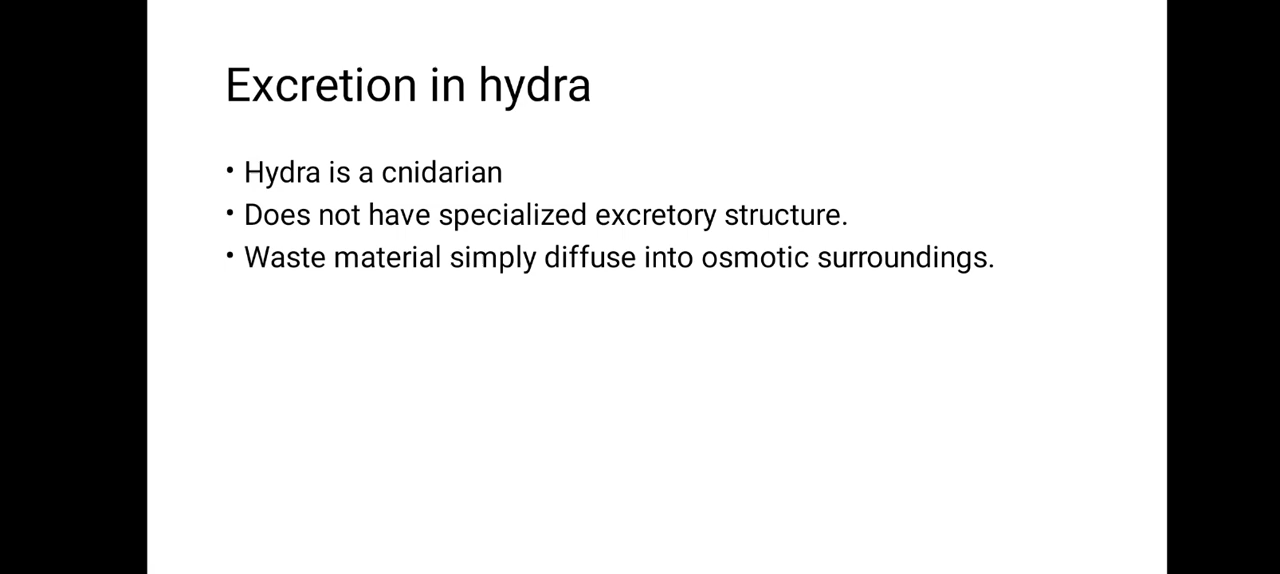 Excretion in hydra
• Hydra is a cnidarian
• Does not have specialized excretory structure.
• Waste material simply diffuse into osmotic surroundings.